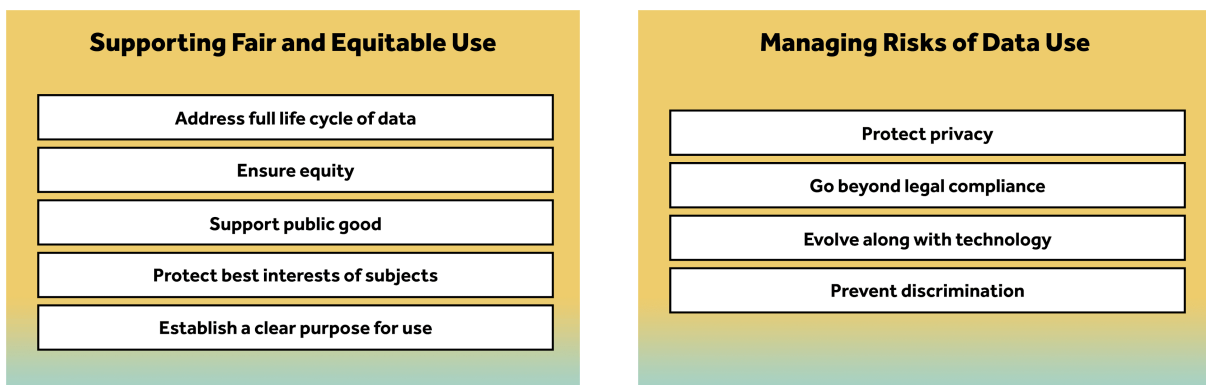 Supporting Fair and Equitable Use
Address full life cycle of data
Ensure equity
Support public good
Protect best interests of subjects
Establish a clear purpose for use
Managing Risks of Data Use
Protect privacy
Go beyond legal compliance
Evolve along with technology
Prevent discrimination